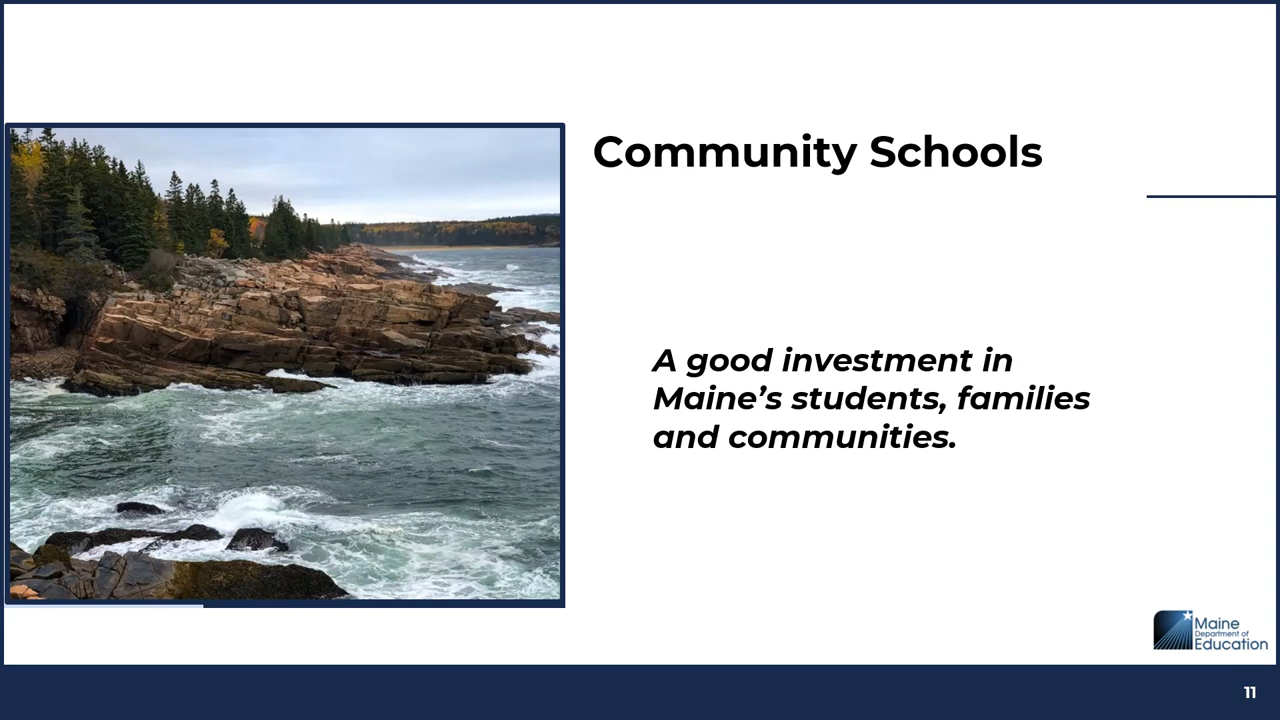 Community Schools
A good investment in
Maine’s students, families
and communities.
Maine
Department of
Education
11